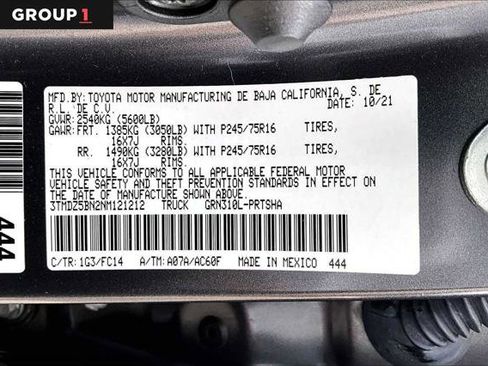 GROUP 1
MFD.BY: TOYOTA MOTOR MANUFACTURING DE BAJA CALIFORNIA, S. DE
R.L. DE C.V. DATE: 10/21
GVWR: 2540KG (5600LB)
GAWR: FRT. 1385KG (3050LB) WITH P245/75R16 TIRES,
16X7J RIMS.
RR. 1490KG (3280LB) WITH P245/75R16 TIRES,
16X7J RIMS.
THIS VEHICLE CONFORMS TO ALL APPLICABLE FEDERAL MOTOR
VEHICLE SAFETY AND THEFT PREVENTION STANDARDS IN EFFECT
ON THE DATE OF MANUFACTURE SHOWN ABOVE.
3TMDZ5BN2NM121212 TRUCK GRN310L-PRTSHA
C/TR: 1G3/FC14 A/TM: A07A/AC60F MADE IN MEXICO 444
444